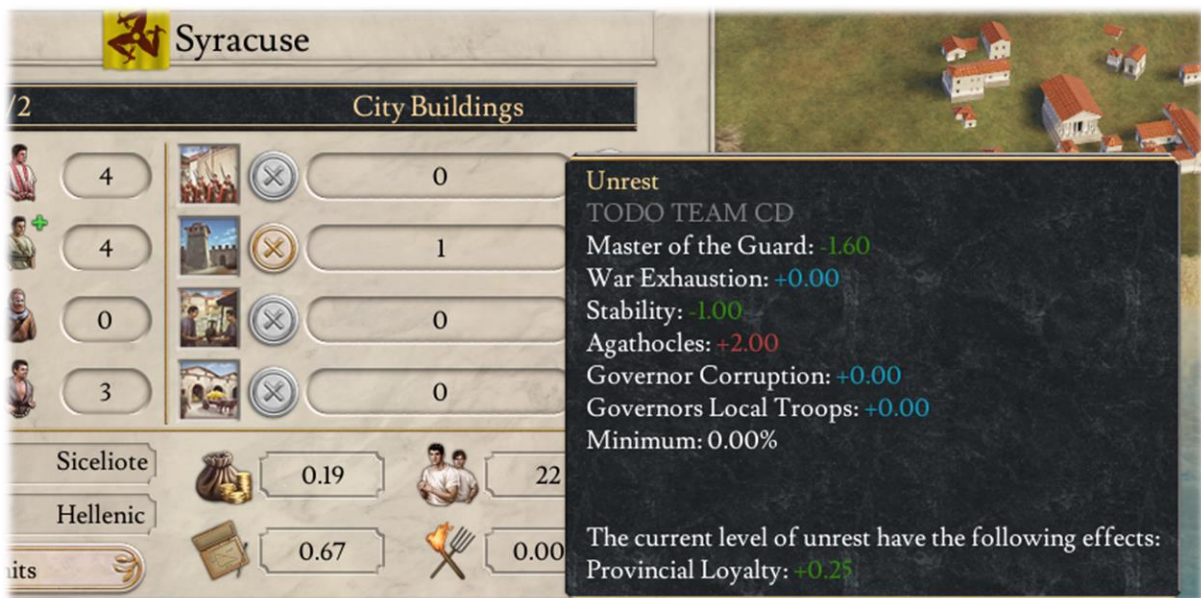 Syracuse
/2
City Buildings
4
0
4
1
0
0
3
0
Siceliote
0.19
22
Hellenic
0.67
0.00
nits
Unrest
TODO TEAM CD
Master of the Guard: -1.60
War Exhaustion: +0.00
Stability: -1.00
Agathocles: +2.00
Governor Corruption: +0.00
Governors Local Troops: +0.00
Minimum: 0.00%
The current level of unrest have the following effects:
Provincial Loyalty: +0.25